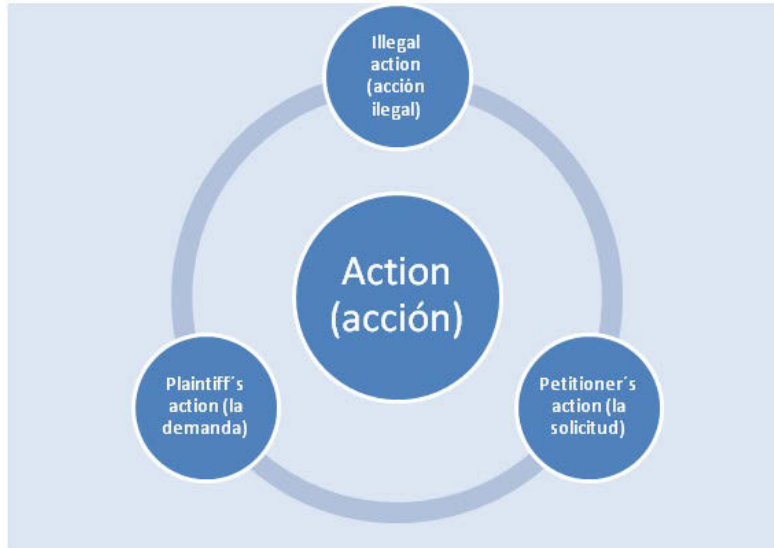 Illegal
action
(acción
ilegal)
Action
(acción)
Plaintiff´s
action (la
demanda)
Petitioner´s
action (la
solicitud)